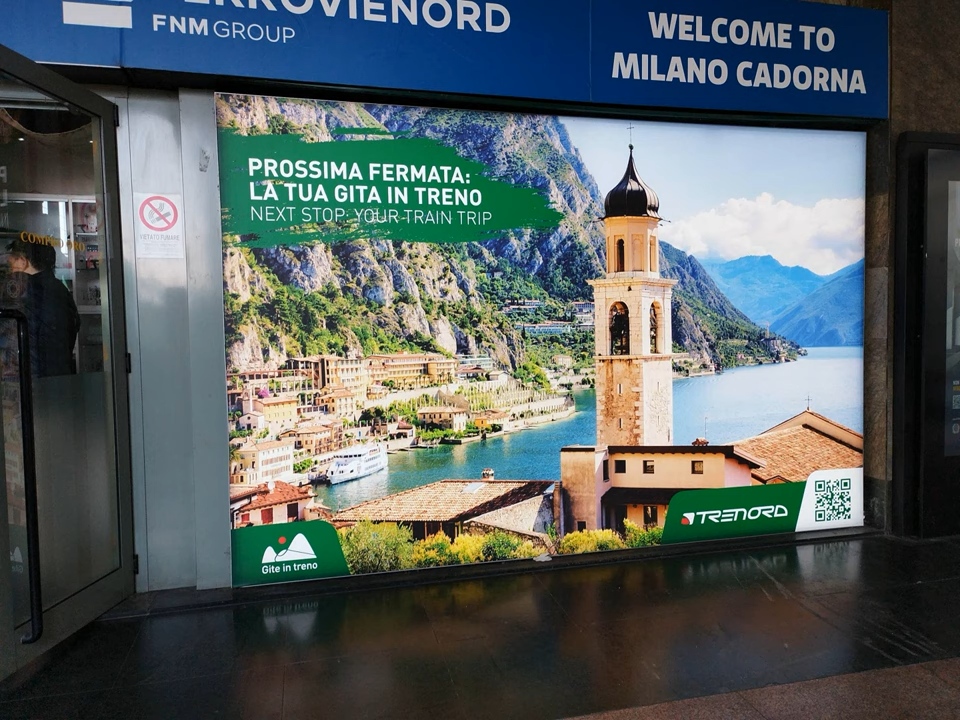 FERROVIENORD
FNM GROUP
WELCOME TO
MILANO CADORNA
PROSSIMA FERMATA:
LA TUA GITA IN TRENO
NEXT STOP: YOUR TRAIN TRIP
VIETATO FUMARE
Gite in treno
TRENORD